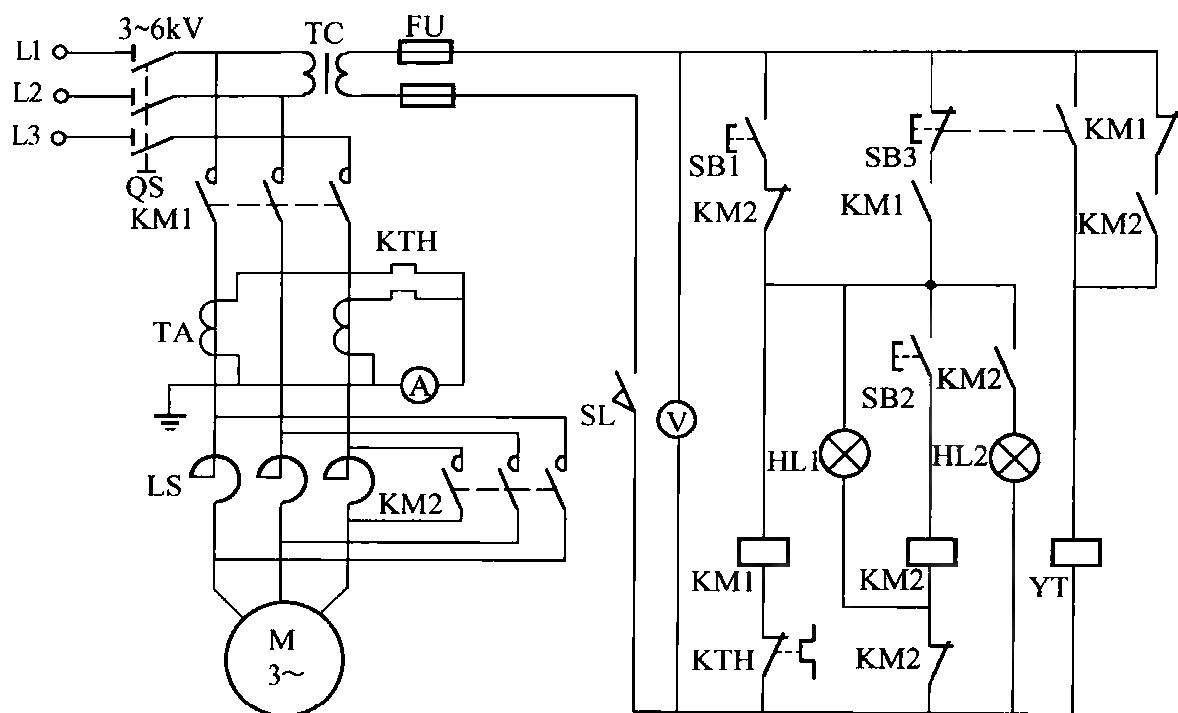 3~6kV
TC
FU
L1
L2
L3
QS
KM1
KTH
TA
A
LS
KM2
M
3~
SL
V
SB1
KM2
SB3
KM1
KM1
KM2
SB2
KM2
HL1
HL2
KM1
KM2
YT
KTH
KM2